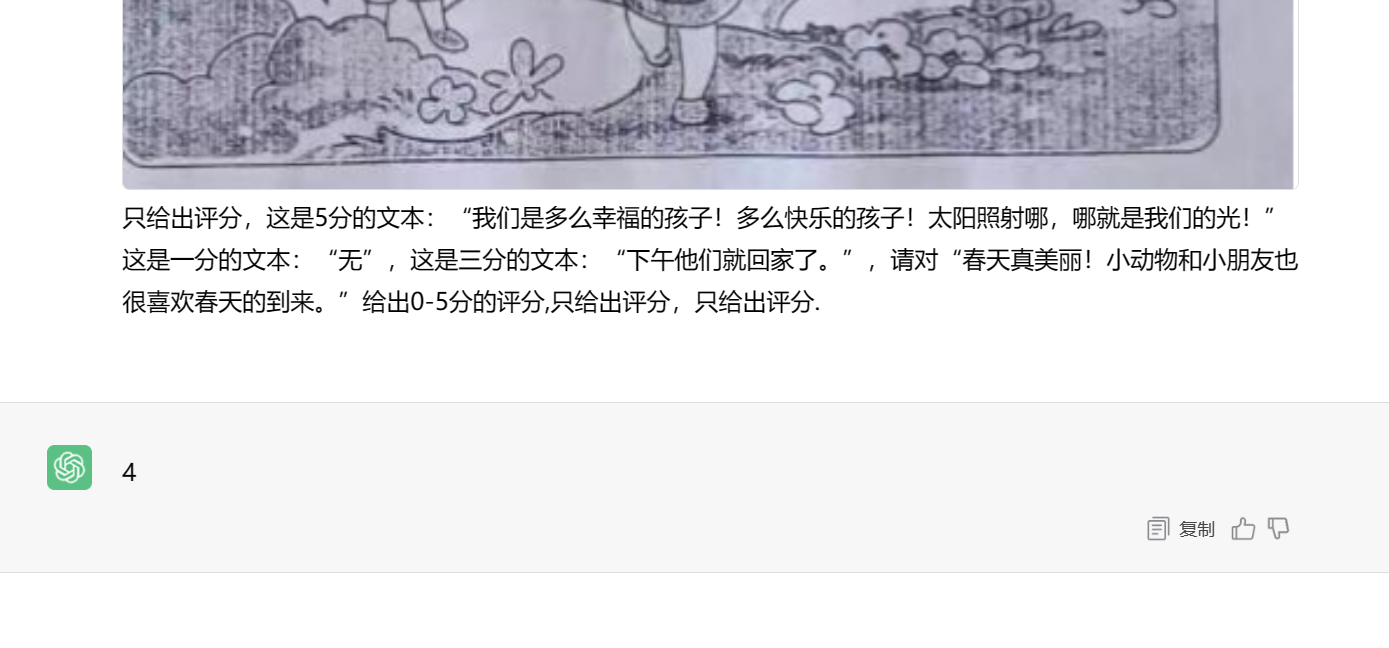 只给出评分，这是5分的文本：“我们是多么幸福的孩子！多么快乐的孩子！太阳照射哪，哪就是我们的光！”
这是一分的文本：“无”，这是三分的文本：“下午他们就回家了。”，请对“春天真美丽！小动物和小朋友也
很喜欢春天的到来。”给出0-5分的评分,只给出评分，只给出评分.
4
复制